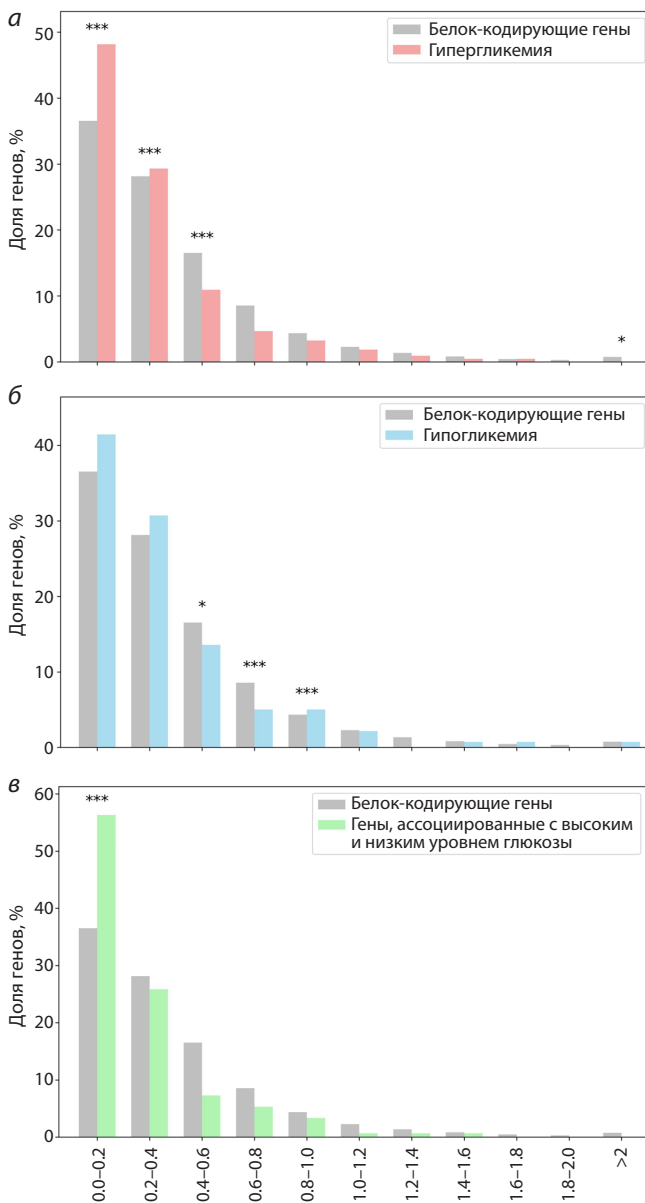 а
Белок-кодирующие гены
Гипергликемия
Доля генов, %
50
40
30
20
10
0
***
***
***
*
б
Белок-кодирующие гены
Гипогликемия
Доля генов, %
40
30
20
10
0
*
***
***
в
Белок-кодирующие гены
Гены, ассоциированные с высоким
и низким уровнем глюкозы
Доля генов, %
60
50
40
30
20
10
0
***
0.0–0.2
0.2–0.4
0.4–0.6
0.6–0.8
0.8–1.0
1.0–1.2
1.2–1.4
1.4–1.6
1.6–1.8
1.8–2.0
>2